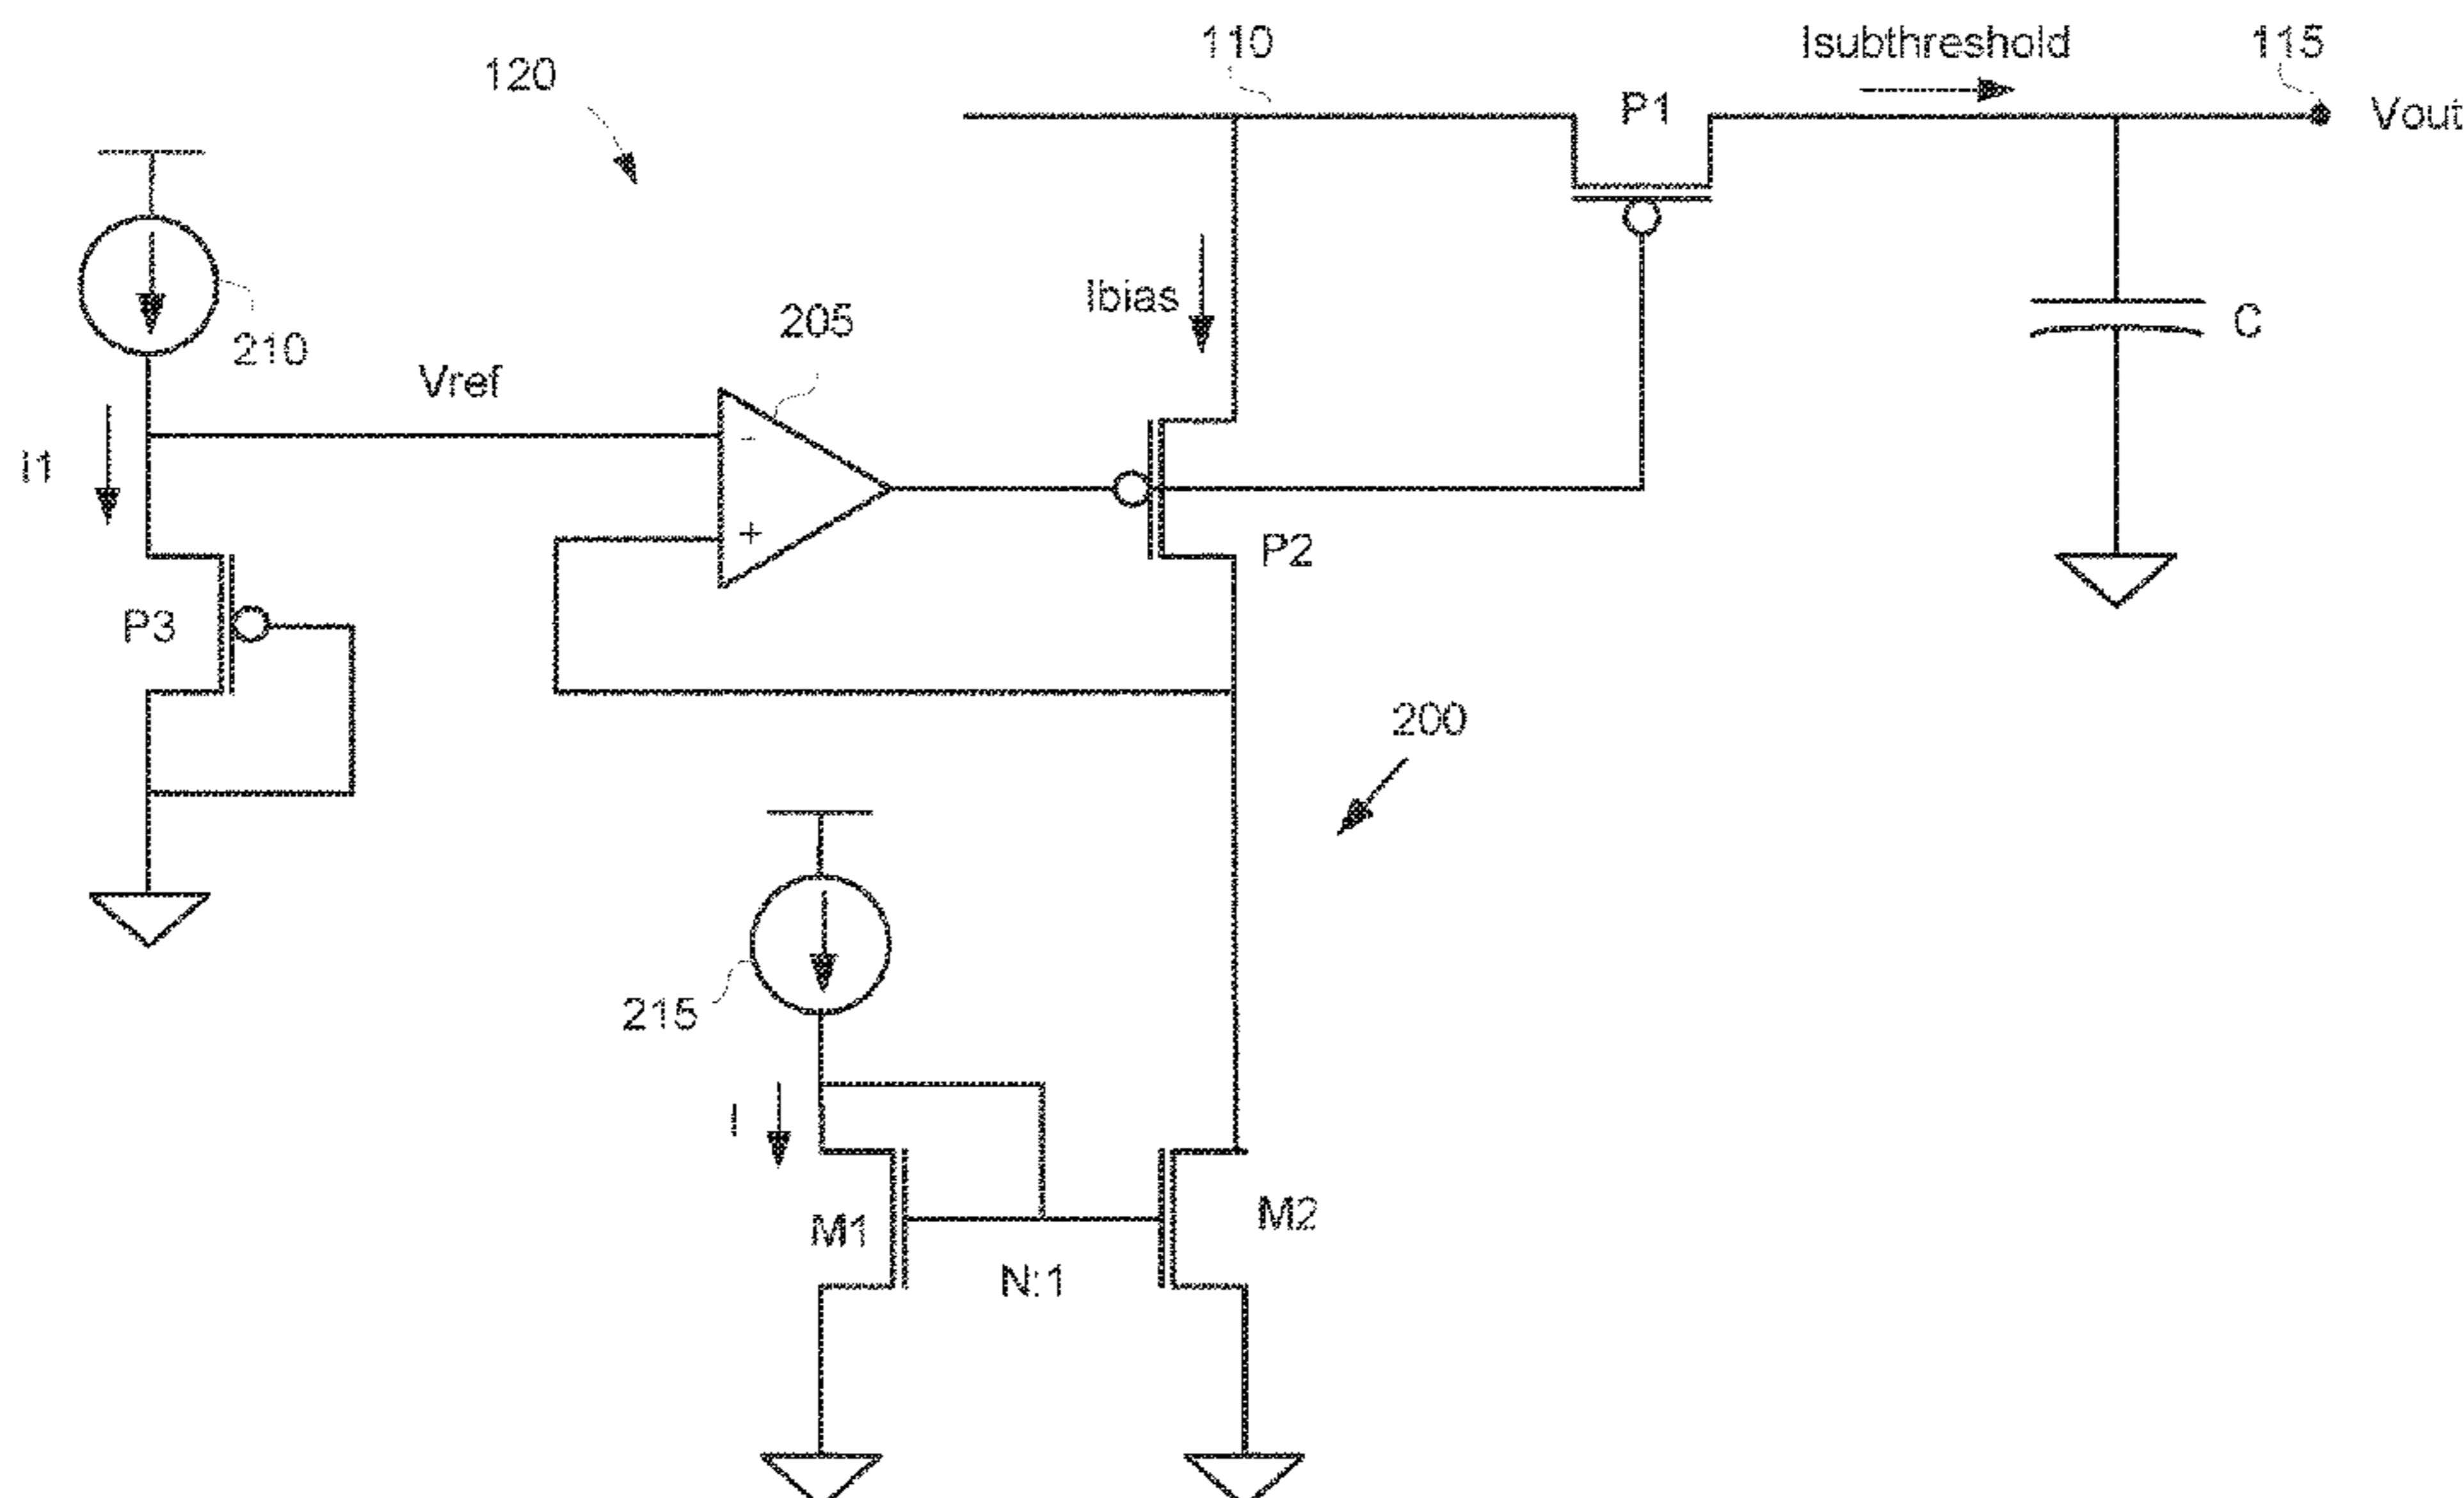 110
Isubthreshold
115
120
P1
Vout
Ibias
205
C
210
Vref
-
I1
+
P2
P3
200
215
I
M1
M2
N:1